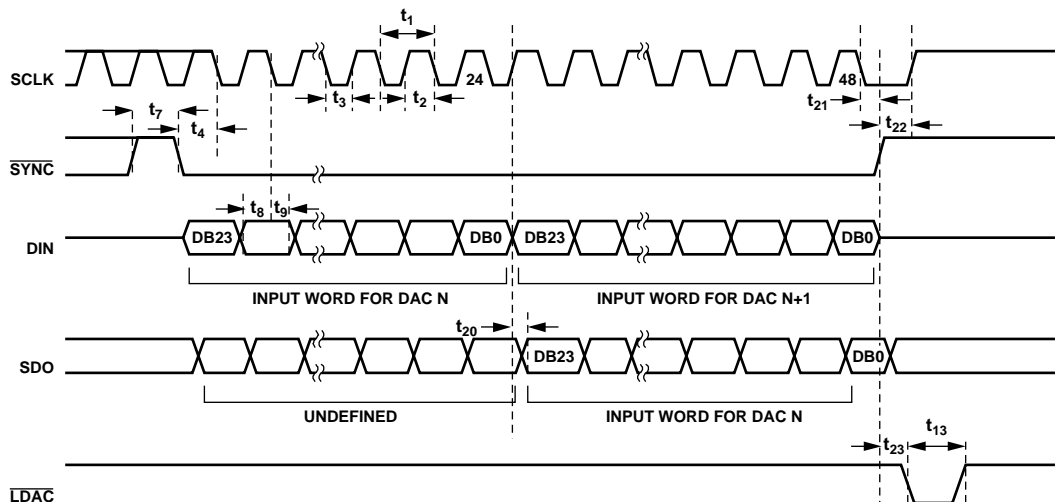 t1
SCLK
24
48
t3
t2
t21
t7
t4
t22
SYNC
t8
t9
DIN
DB23
DB0
DB23
DB0
INPUT WORD FOR DAC N
INPUT WORD FOR DAC N+1
t20
SDO
DB23
DB0
UNDEFINED
INPUT WORD FOR DAC N
t23
t13
LDAC